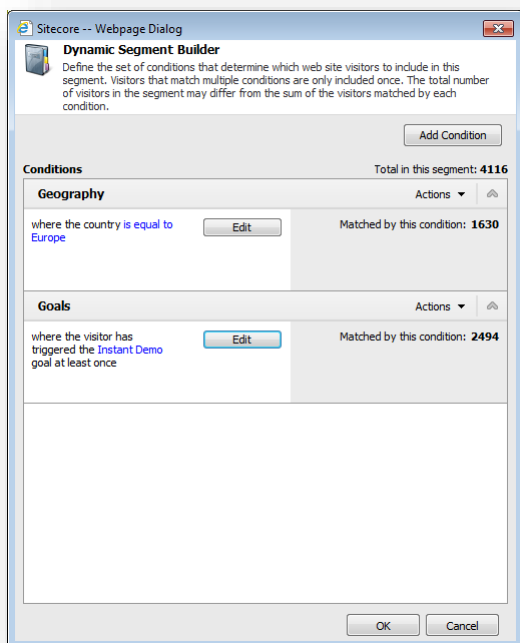 Sitecore -- Webpage Dialog
Dynamic Segment Builder
Define the set of conditions that determine which web site visitors to include in this
segment. Visitors that match multiple conditions are only included once. The total number
of visitors in the segment may differ from the sum of the visitors matched by each
condition.
Add Condition
Conditions Total in this segment: 4116
Geography Actions
where the country is equal to Edit Matched by this condition: 1630
Europe
Goals Actions
where the visitor has Edit Matched by this condition: 2494
triggered the Instant Demo
goal at least once
OK Cancel